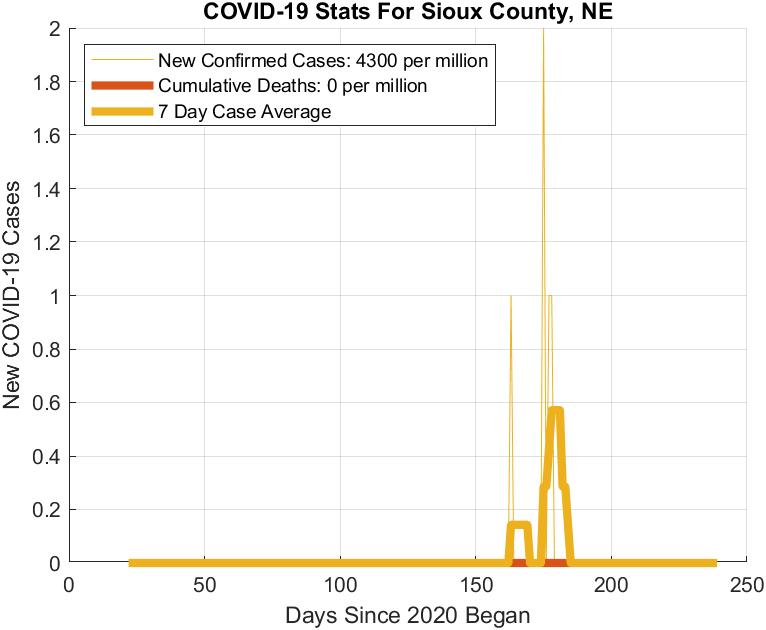 COVID-19 Stats For Sioux County, NE
New Confirmed Cases: 4300 per million
Cumulative Deaths: 0 per million
7 Day Case Average
New COVID-19 Cases
2
1.8
1.6
1.4
1.2
1
0.8
0.6
0.4
0.2
0
0 50 100 150 200 250
Days Since 2020 Began